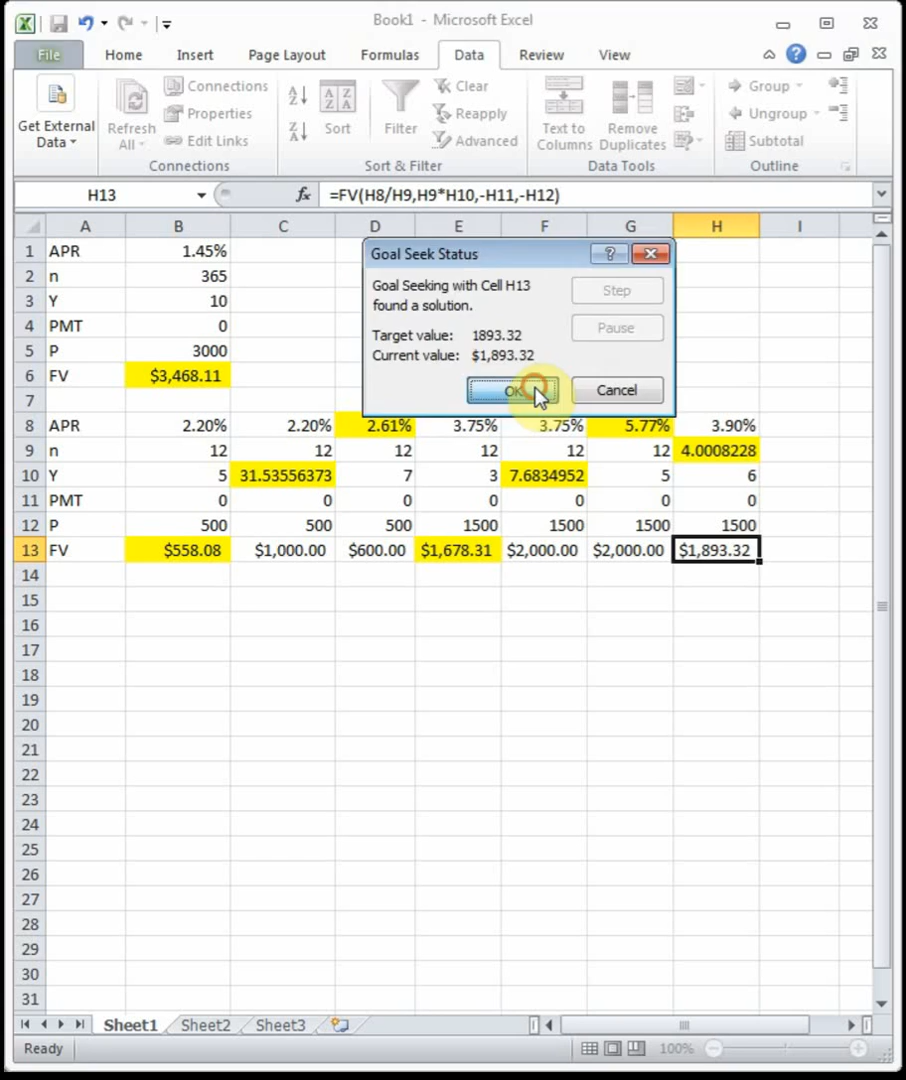 Book1 - Microsoft Excel
File Home Insert Page Layout Formulas Data Review View
Get External Data
Refresh All
Connections
Properties
Edit Links
Connections
Sort
Filter
Clear
Reapply
Advanced
Sort & Filter
Text to Columns
Remove Duplicates
Data Tools
Group
Ungroup
Subtotal
Outline
H13 fx =FV(H8/H9,H9*H10,-H11,-H12)
A B C D E F G H I
1 APR 1.45%
2 n 365
3 Y 10
4 PMT 0
5 P 3000
6 FV $3,468.11
7
Goal Seek Status
Goal Seeking with Cell H13
found a solution.
Target value: 1893.32
Current value: $1,893.32
Step
Pause
OK
Cancel
8 APR 2.20% 2.20% 2.61% 3.75% 3.75% 5.77% 3.90%
9 n 12 12 12 12 12 12 4.0008228
10 Y 5 31.53556373 7 3 7.6834952 5 6
11 PMT 0 0 0 0 0 0 0
12 P 500 500 500 1500 1500 1500 1500
13 FV $558.08 $1,000.00 $600.00 $1,678.31 $2,000.00 $2,000.00 $1,893.32
14
15
16
17
18
19
20
21
22
23
24
25
26
27
28
29
30
31
Sheet1 Sheet2 Sheet3
Ready 100%